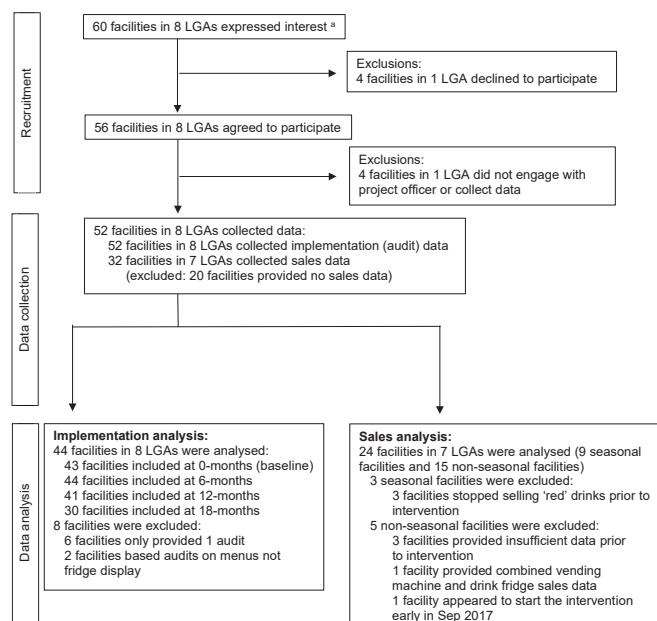 60 facilities in 8 LGAs expressed interest a
Exclusions:
4 facilities in 1 LGA declined to participate
Recruitment
56 facilities in 8 LGAs agreed to participate
Exclusions:
4 facilities in 1 LGA did not engage with
project officer or collect data
52 facilities in 8 LGAs collected data:
52 facilities in 8 LGAs collected implementation (audit) data
32 facilities in 7 LGAs collected sales data
(excluded: 20 facilities provided no sales data)
Data collection
Implementation analysis:
44 facilities in 8 LGAs were analysed:
43 facilities included at 0-months (baseline)
44 facilities included at 6-months
41 facilities included at 12-months
30 facilities included at 18-months
8 facilities were excluded:
6 facilities only provided 1 audit
2 facilities based audits on menus not
fridge display
Sales analysis:
24 facilities in 7 LGAs were analysed (9 seasonal
facilities and 15 non-seasonal facilities)
3 seasonal facilities were excluded:
3 facilities stopped selling ‘red’ drinks prior to
intervention
5 non-seasonal facilities were excluded:
3 facilities provided insufficient data prior
to intervention
1 facility provided combined vending
machine and drink fridge sales data
1 facility appeared to start the intervention
early in Sep 2017
Data analysis